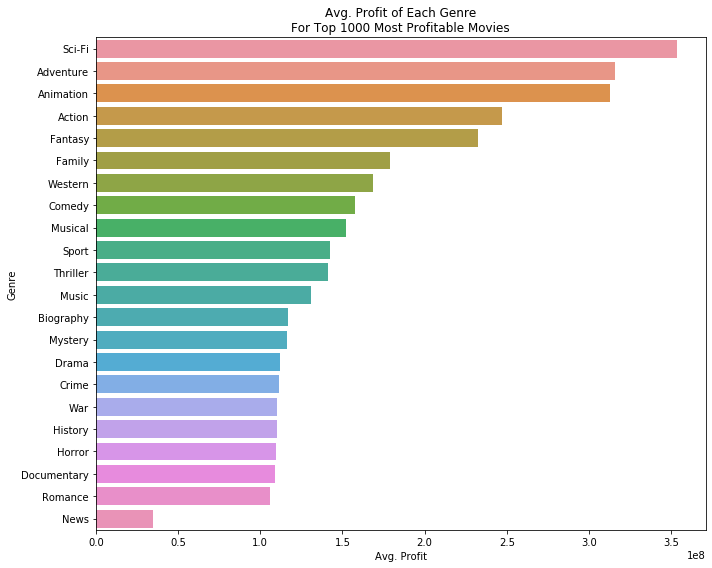 Avg. Profit of Each Genre
For Top 1000 Most Profitable Movies
Genre
Sci-Fi
Adventure
Animation
Action
Fantasy
Family
Western
Comedy
Musical
Sport
Thriller
Music
Biography
Mystery
Drama
Crime
War
History
Horror
Documentary
Romance
News
0.0 0.5 1.0 1.5 2.0 2.5 3.0 3.5
Avg. Profit
1e8